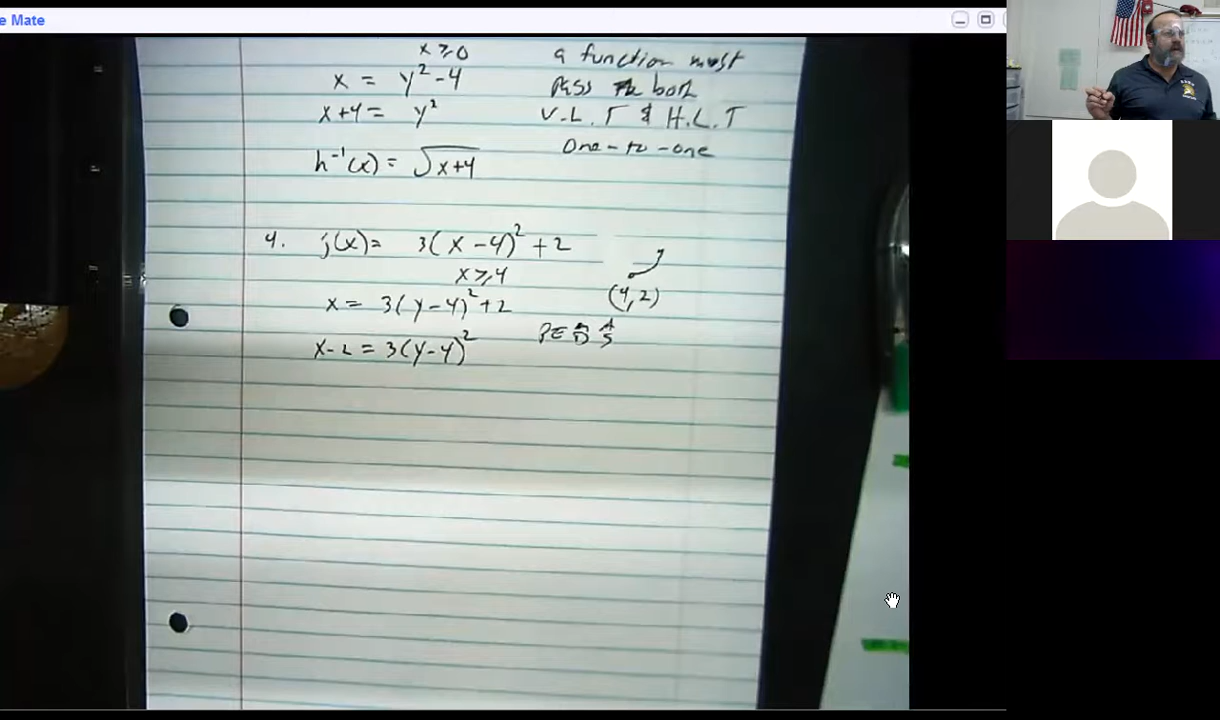 e Mate
x ≥ 0
x = y² - 4
x+4 = y²
h⁻¹(x) = √x+4
a function must
pass the both
V.L.T & H.L.T
One-to-one
4. j(x) = 3(x-4)² + 2
x ≥ 4
x = 3(y-4)² + 2
x-2 = 3(y-4)²
(4,2)
PE